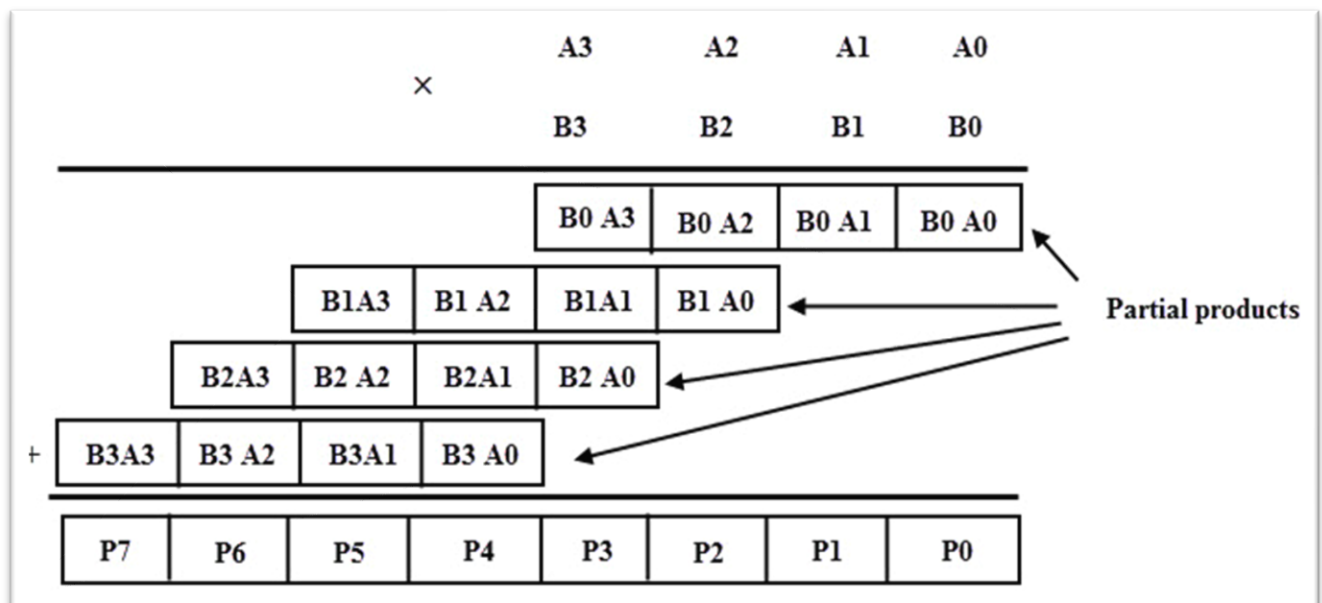 A3 A2 A1 A0
×
B3 B2 B1 B0
B0 A3 B0 A2 B0 A1 B0 A0
B1A3 B1 A2 B1A1 B1 A0
Partial products
B2A3 B2 A2 B2A1 B2 A0
+ B3A3 B3 A2 B3A1 B3 A0
P7 P6 P5 P4 P3 P2 P1 P0